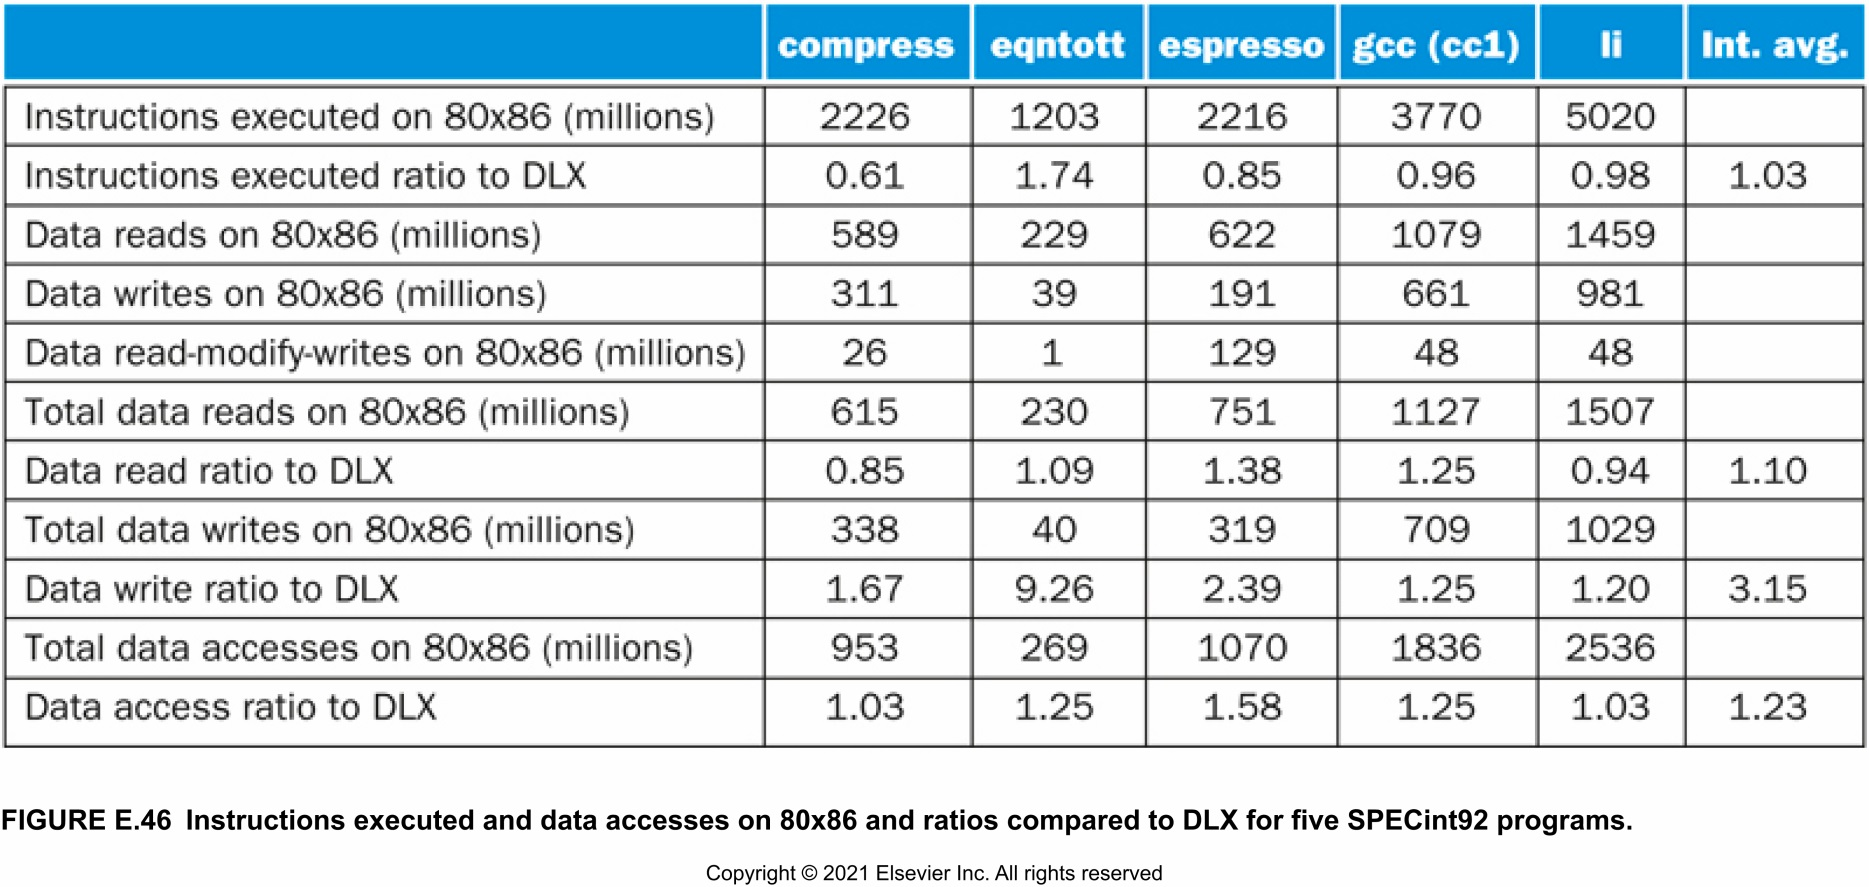 compress eqntott espresso gcc (cc1) li Int. avg.
Instructions executed on 80x86 (millions) 2226 1203 2216 3770 5020
Instructions executed ratio to DLX 0.61 1.74 0.85 0.96 0.98 1.03
Data reads on 80x86 (millions) 589 229 622 1079 1459
Data writes on 80x86 (millions) 311 39 191 661 981
Data read-modify-writes on 80x86 (millions) 26 1 129 48 48
Total data reads on 80x86 (millions) 615 230 751 1127 1507
Data read ratio to DLX 0.85 1.09 1.38 1.25 0.94 1.10
Total data writes on 80x86 (millions) 338 40 319 709 1029
Data write ratio to DLX 1.67 9.26 2.39 1.25 1.20 3.15
Total data accesses on 80x86 (millions) 953 269 1070 1836 2536
Data access ratio to DLX 1.03 1.25 1.58 1.25 1.03 1.23
FIGURE E.46 Instructions executed and data accesses on 80x86 and ratios compared to DLX for five SPECint92 programs.
Copyright © 2021 Elsevier Inc. All rights reserved